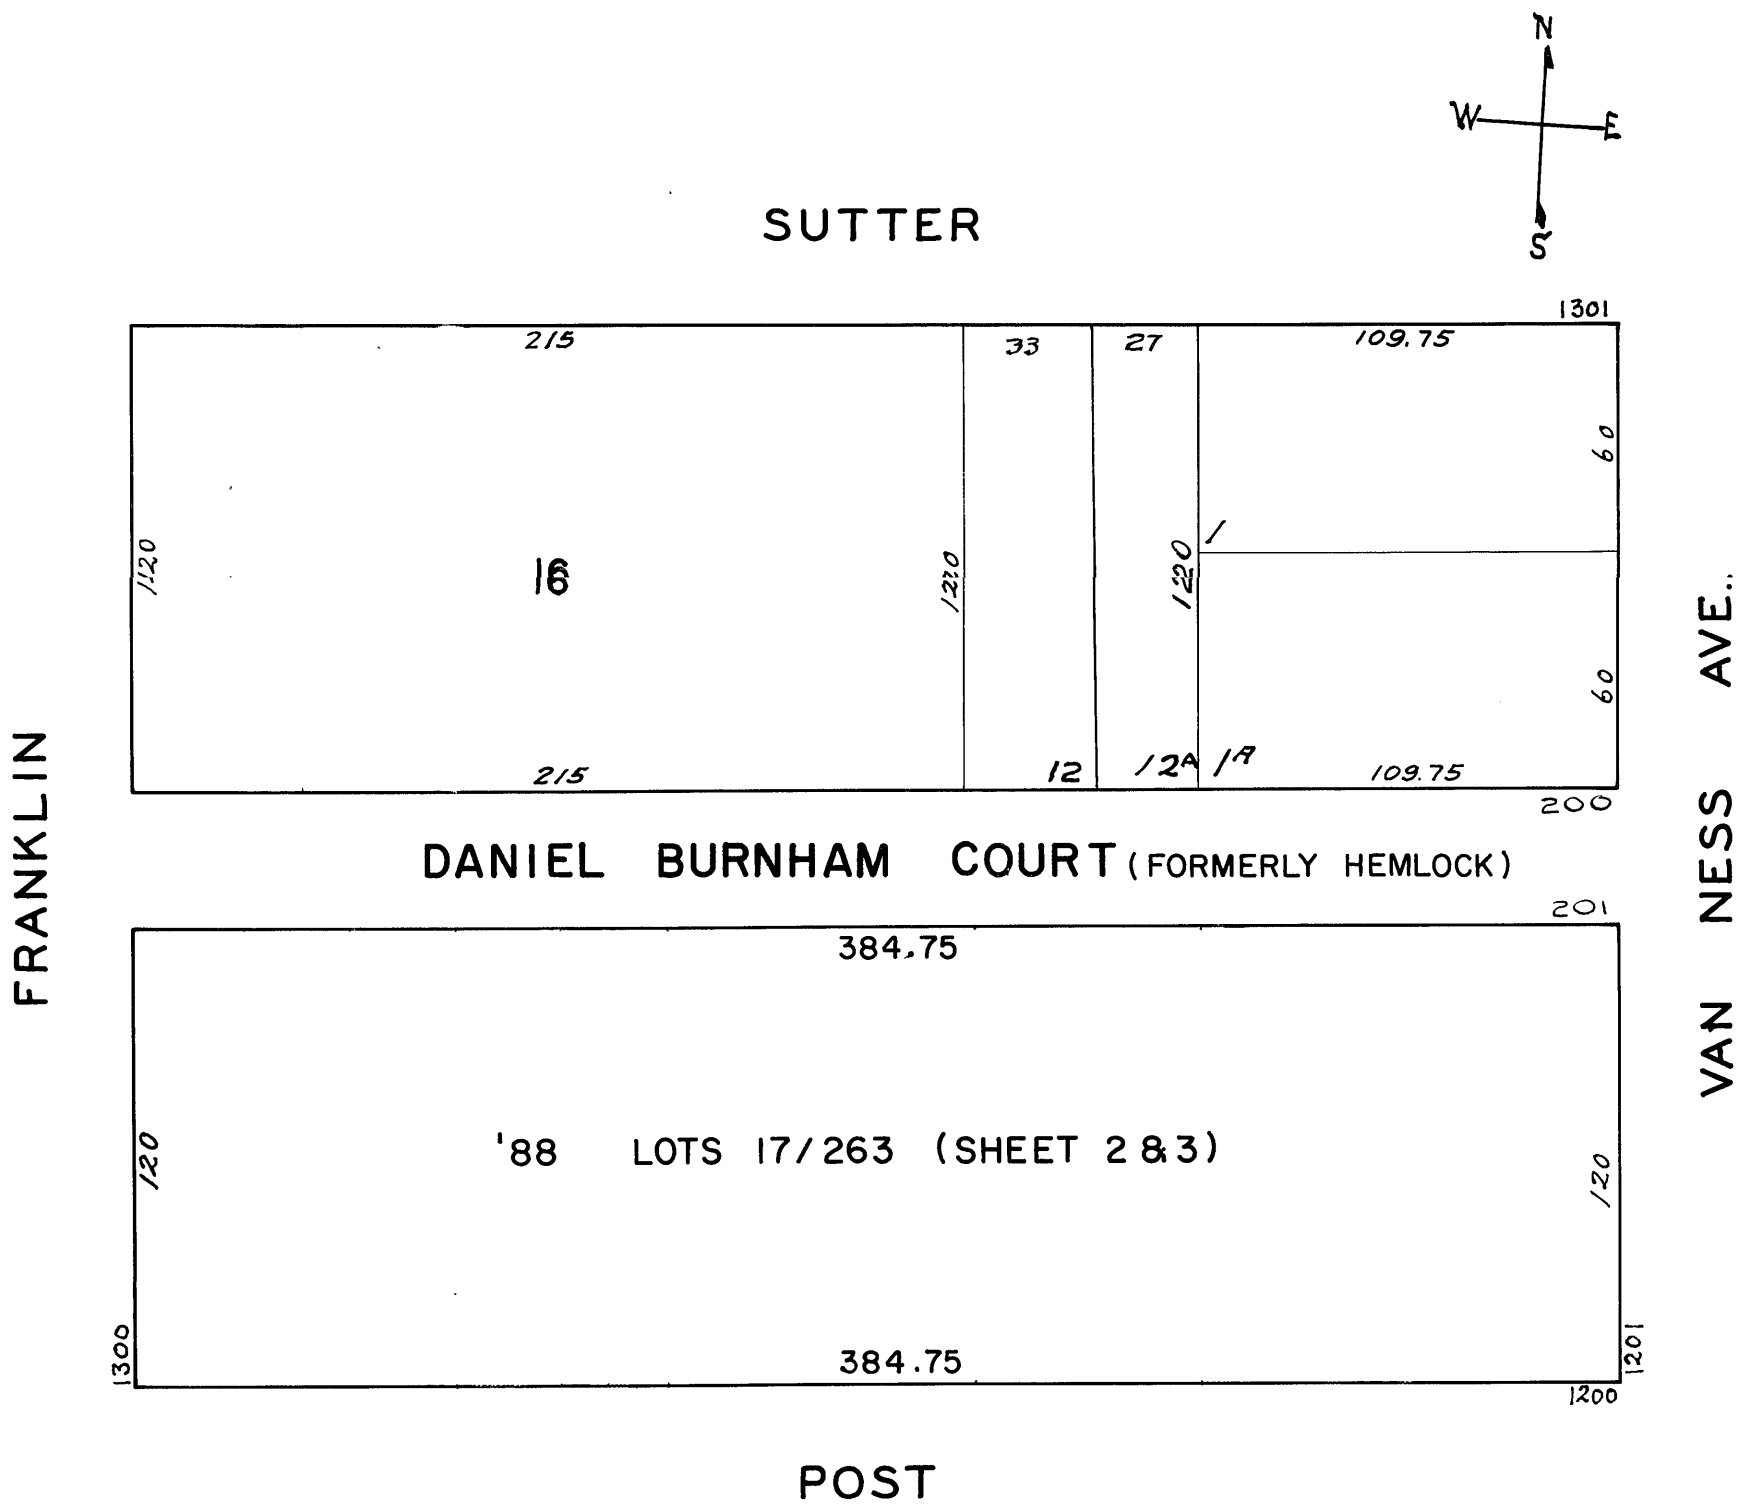 N
W E
S
SUTTER
1301
215 33 27 109.75
60
120 16 120 120 1
60
215 12 12A 1A 109.75
200
DANIEL BURNHAM COURT (FORMERLY HEMLOCK)
201
384.75
120 '88 LOTS 17/263 (SHEET 2 & 3) 120
384.75
1300 1201
1200
POST
FRANKLIN
VAN NESS AVE.